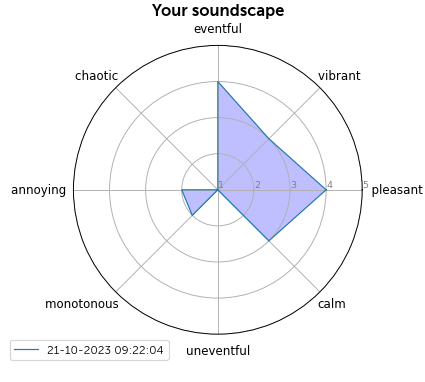 Your soundscape
eventful
chaotic
vibrant
annoying
1
2
3
4
5
pleasant
monotonous
calm
uneventful
21-10-2023 09:22:04